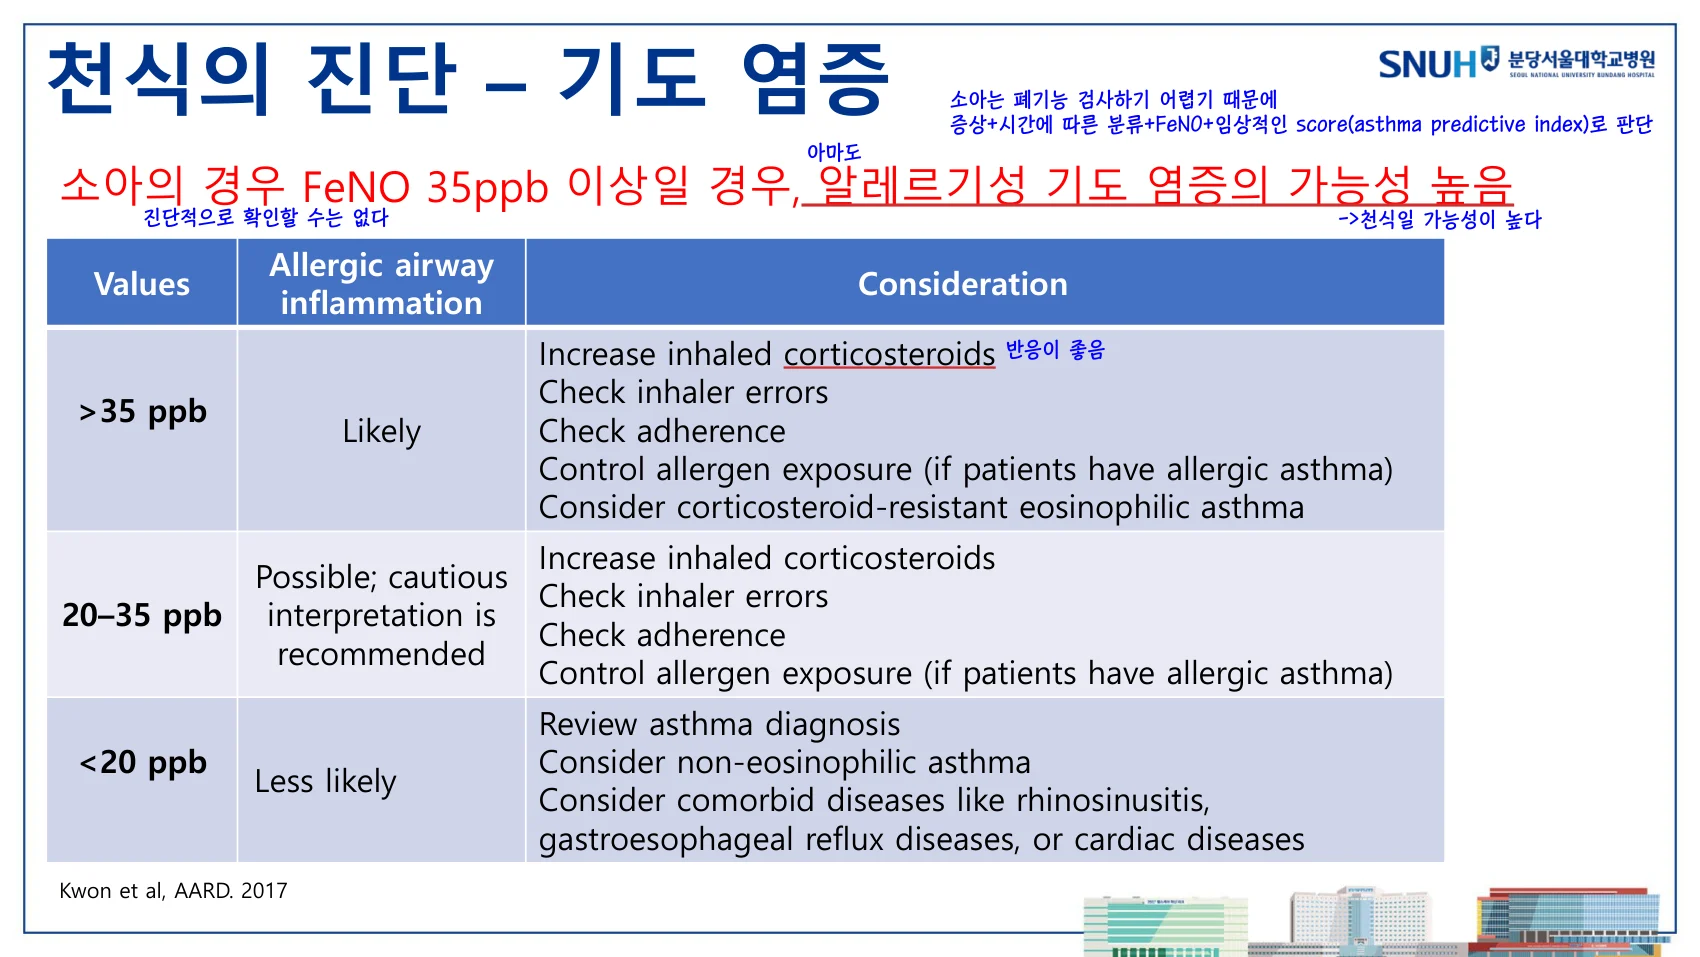 천식의 진단 – 기도 염증
SNUH 분당서울대학교병원
SEOUL NATIONAL UNIVERSITY BUNDANG HOSPITAL
소아는 폐기능 검사하기 어렵기 때문에
증상+시간에 따른 분류+FeNO+임상적인 score(asthma predictive index)로 판단
아마도
소아의 경우 FeNO 35ppb 이상일 경우, 알레르기성 기도 염증의 가능성 높음
진단적으로 확인할 수는 없다
->천식일 가능성이 높다
Values
Allergic airway
inflammation
Consideration
>35 ppb
Likely
Increase inhaled corticosteroids 반응이 좋음
Check inhaler errors
Check adherence
Control allergen exposure (if patients have allergic asthma)
Consider corticosteroid-resistant eosinophilic asthma
20–35 ppb
Possible; cautious
interpretation is
recommended
Increase inhaled corticosteroids
Check inhaler errors
Check adherence
Control allergen exposure (if patients have allergic asthma)
<20 ppb
Less likely
Review asthma diagnosis
Consider non-eosinophilic asthma
Consider comorbid diseases like rhinosinusitis,
gastroesophageal reflux diseases, or cardiac diseases
Kwon et al, AARD. 2017